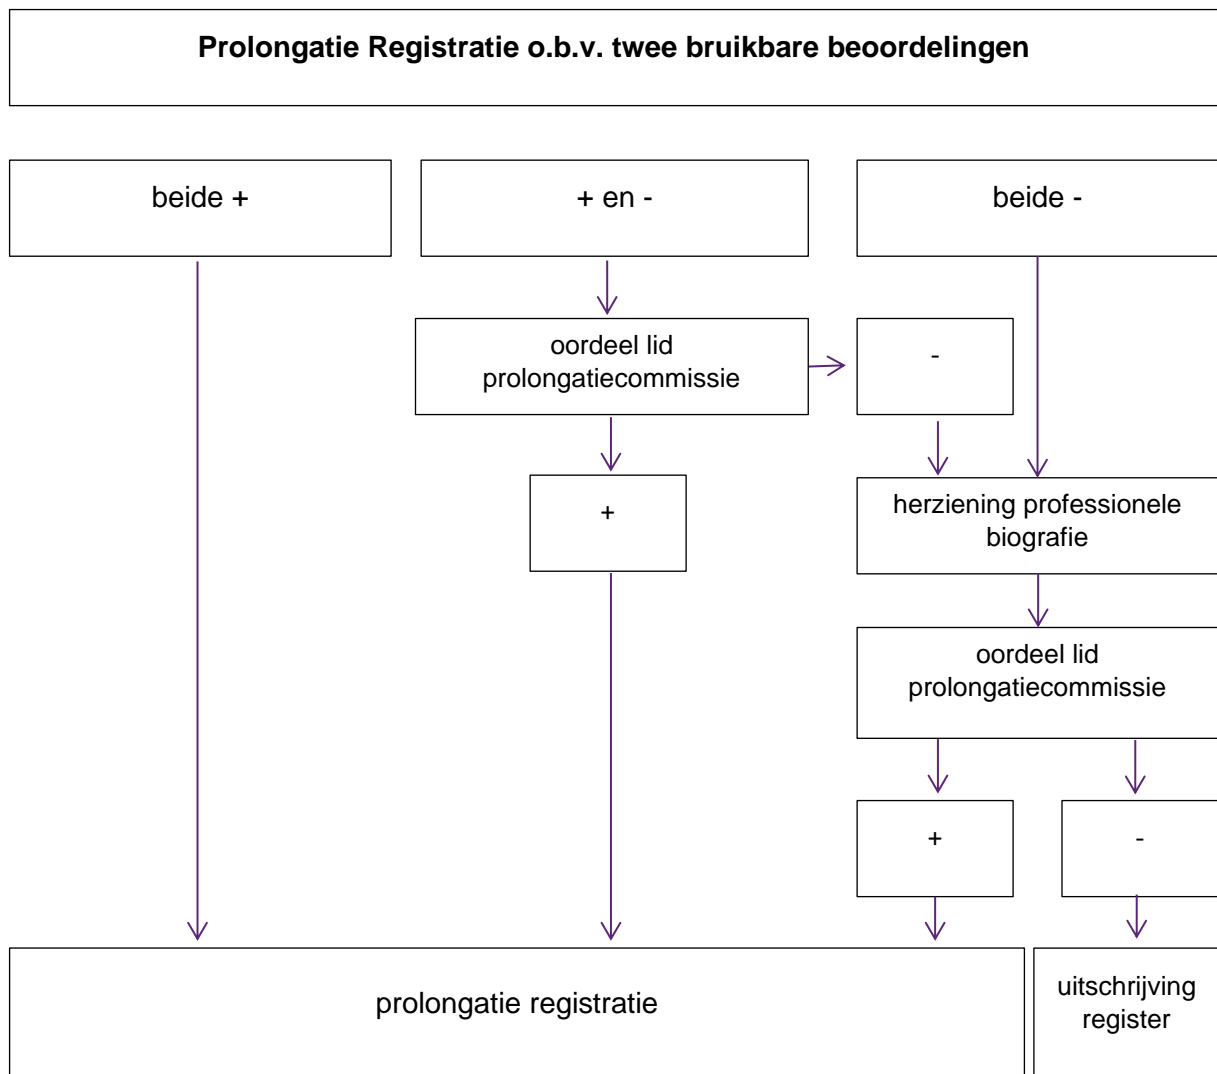 Prolongatie Registratie o.b.v. twee bruikbare beoordelingen
beide +
+ en -
beide -
oordeel lid
prolongatiecommissie
-
+
herziening professionele
biografie
oordeel lid
prolongatiecommissie
+
-
prolongatie registratie
uitschrijving
register